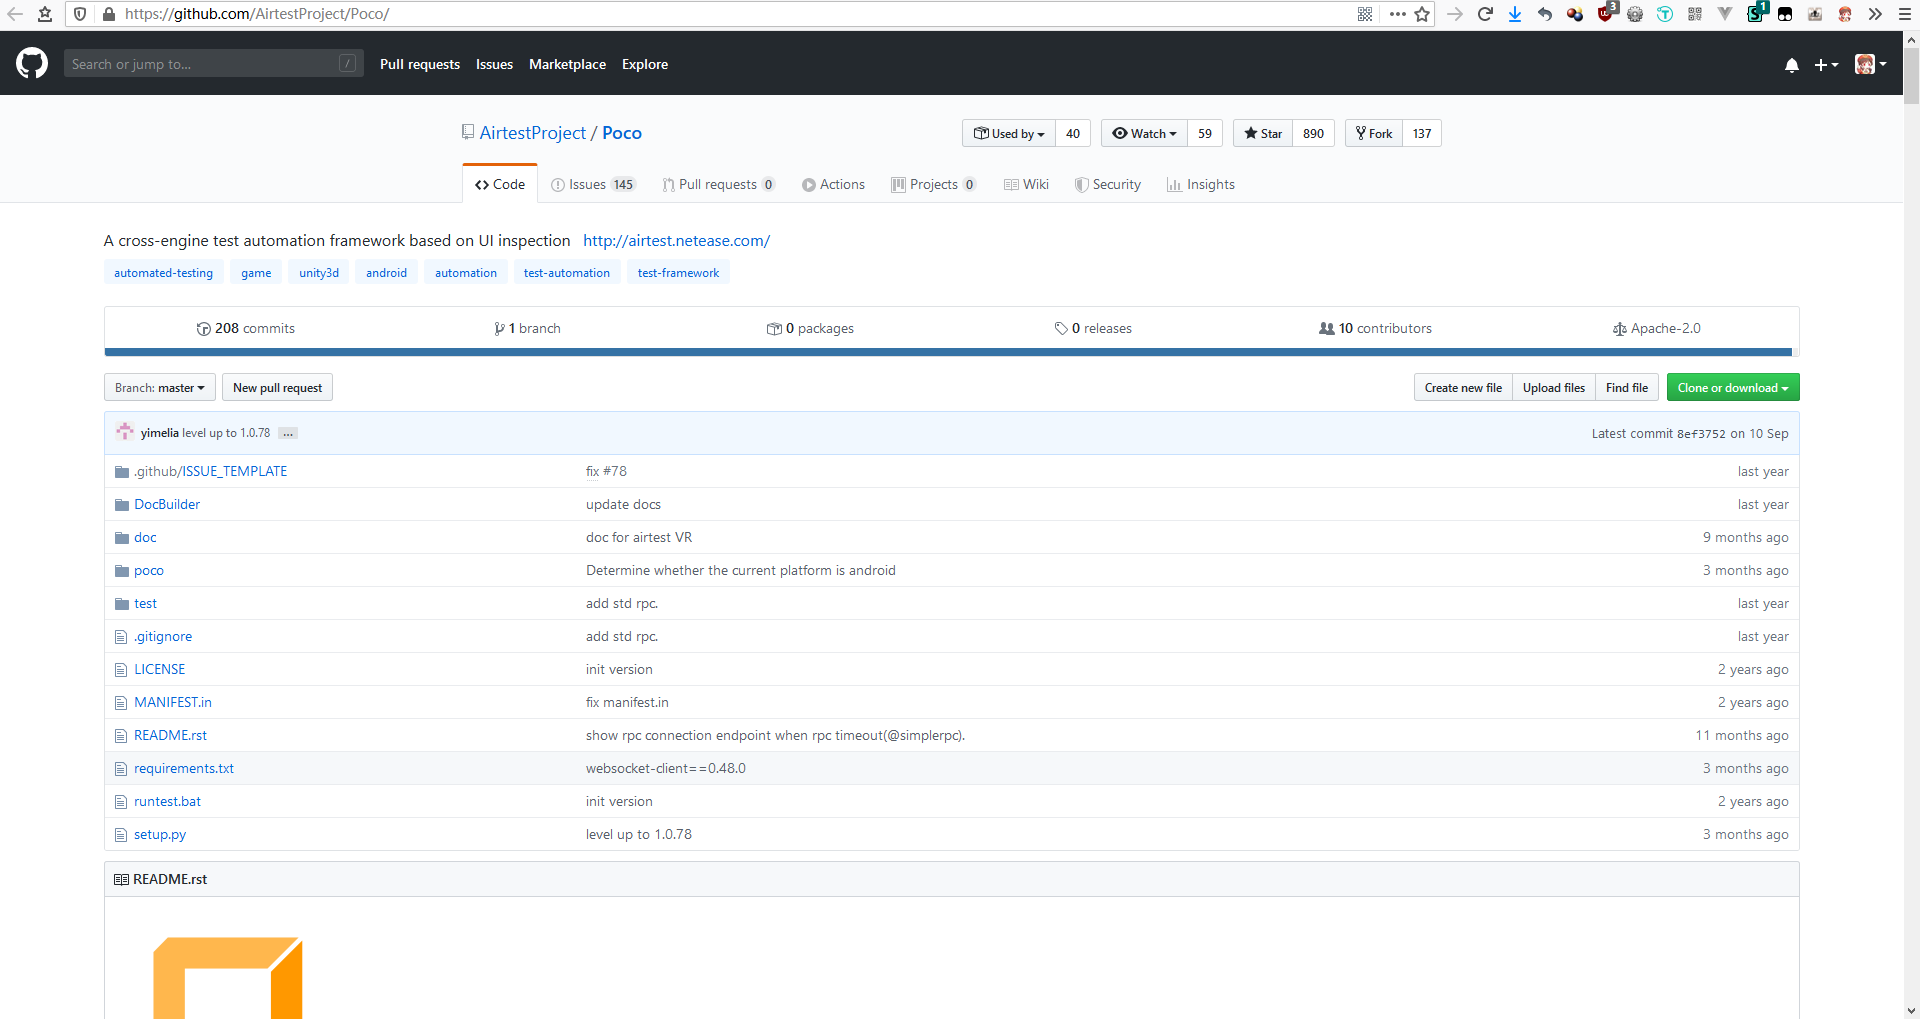 https://github.com/AirtestProject/Poco/
3
1
Search or jump to... /
Pull requests Issues Marketplace Explore
AirtestProject / Poco
Used by 40 Watch 59 Star 890 Fork 137
Code Issues 145 Pull requests 0 Actions Projects 0 Wiki Security Insights
A cross-engine test automation framework based on UI inspection http://airtest.netease.com/
automated-testing game unity3d android automation test-automation test-framework
208 commits 1 branch 0 packages 0 releases 10 contributors Apache-2.0
Branch: master New pull request Create new file Upload files Find file Clone or download
yimelia level up to 1.0.78 ... Latest commit 8ef3752 on 10 Sep
.github/ISSUE_TEMPLATE fix #78 last year
DocBuilder update docs last year
doc doc for airtest VR 9 months ago
poco Determine whether the current platform is android 3 months ago
test add std rpc. last year
.gitignore add std rpc. last year
LICENSE init version 2 years ago
MANIFEST.in fix manifest.in 2 years ago
README.rst show rpc connection endpoint when rpc timeout(@simplerpc). 11 months ago
requirements.txt websocket-client==0.48.0 3 months ago
runtest.bat init version 2 years ago
setup.py level up to 1.0.78 3 months ago
README.rst